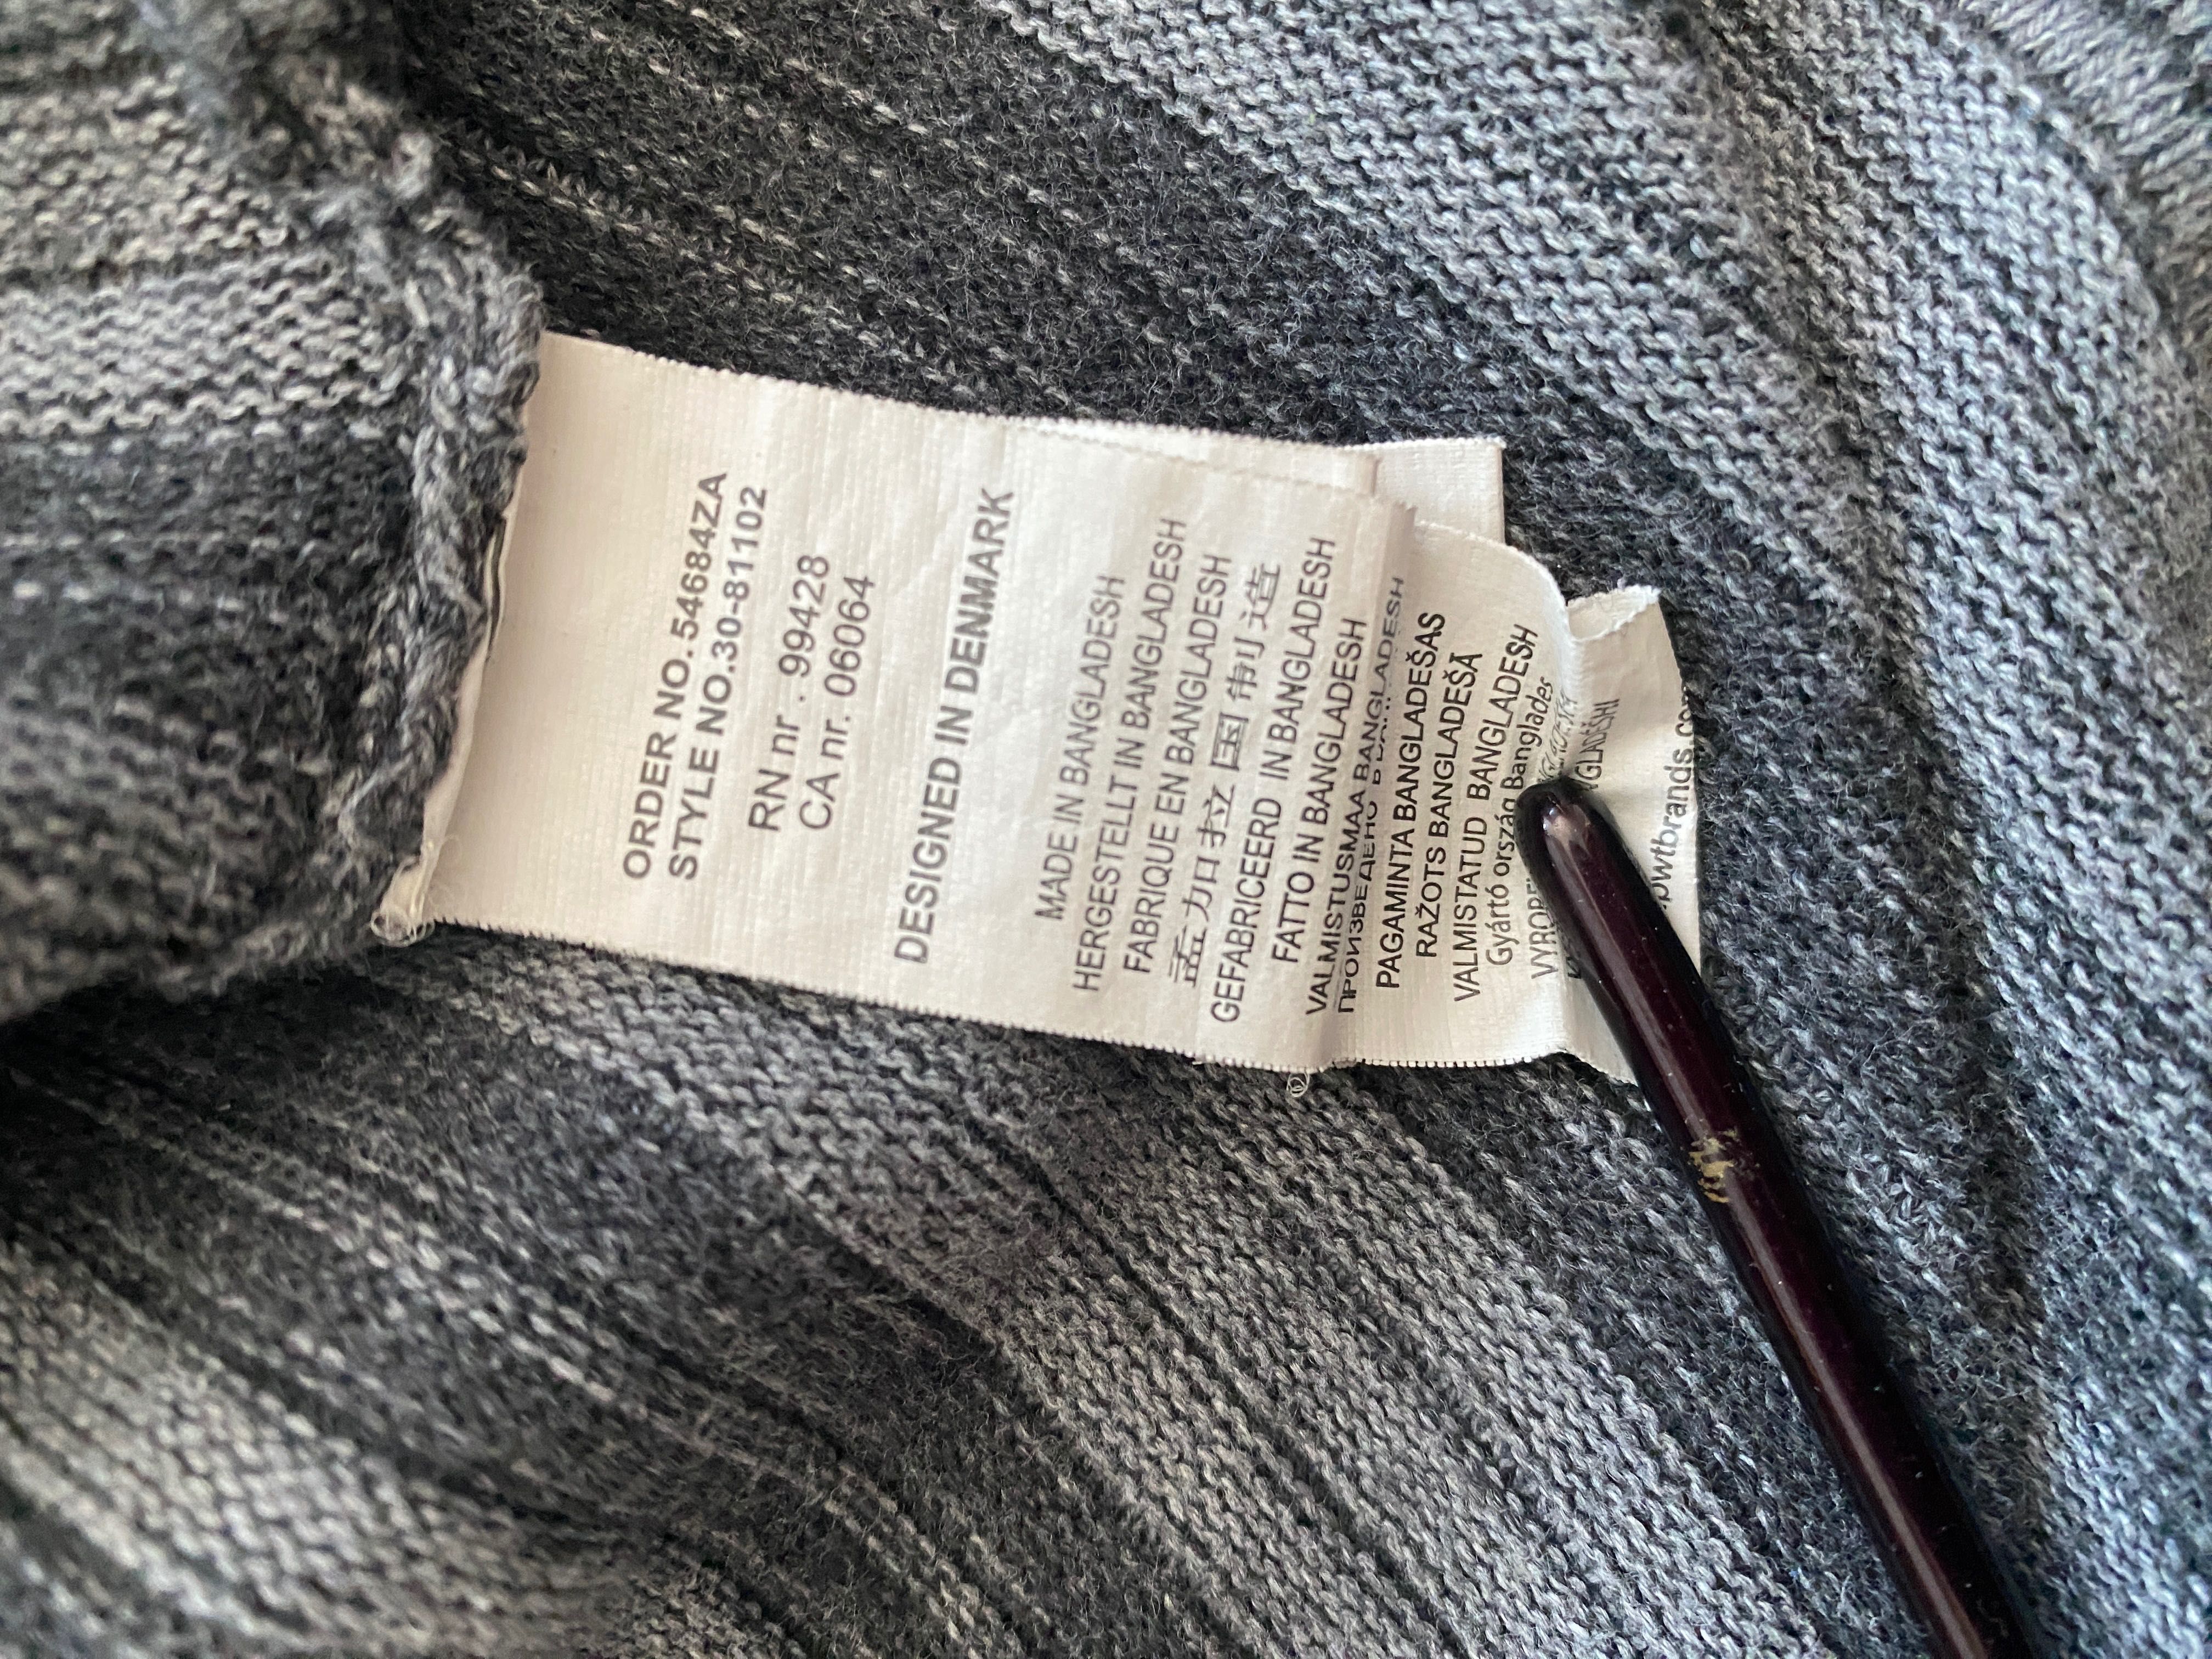 ORDER NO. 54684ZA
STYLE NO.30-81102
RN nr . 99428
CA nr. 06064
DESIGNED IN DENMARK
MADE IN BANGLADESH
HERGESTELLT IN BANGLADESH
FABRIQUE EN BANGLADESH
孟加口拉国制造
GEFABRICEERD IN BANGLADESH
FATTO IN BANGLADESH
VALMISTUSMAA BANGLADESH
ПРОИЗВЕДЕНО
PAGAMINTA BANGLADEŠAS
RAŽOTS BANGLADEŠĀ
VALMISTATUD BANGLADESH
Gyártó ország Banglades